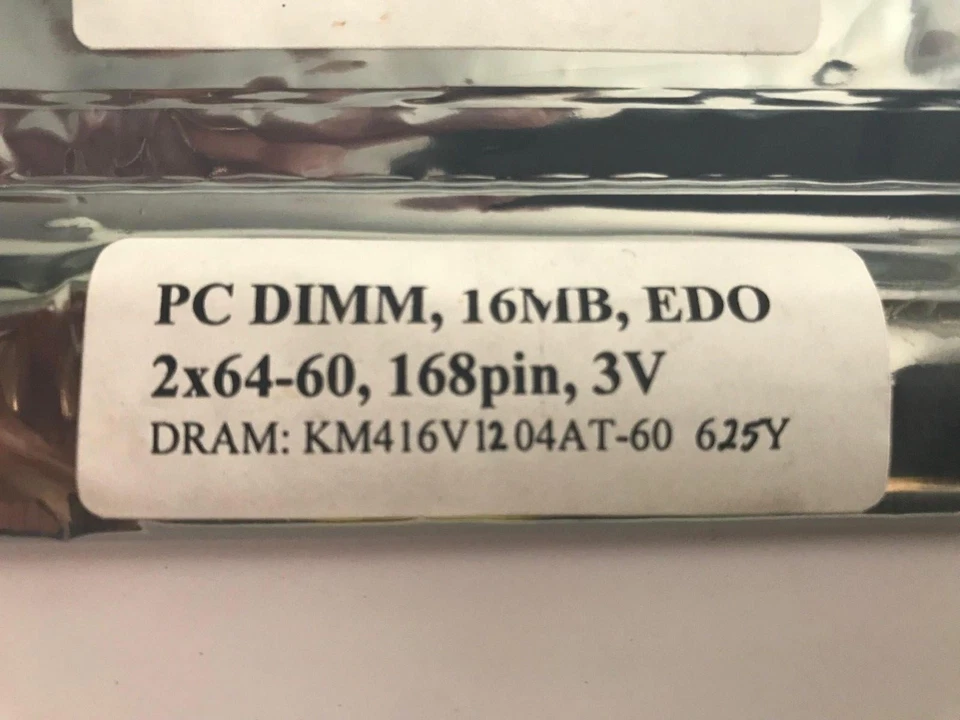 PC DIMM, 16MB, EDO
2x64-60, 168pin, 3V
DRAM: KM416V1204AT-60 625Y